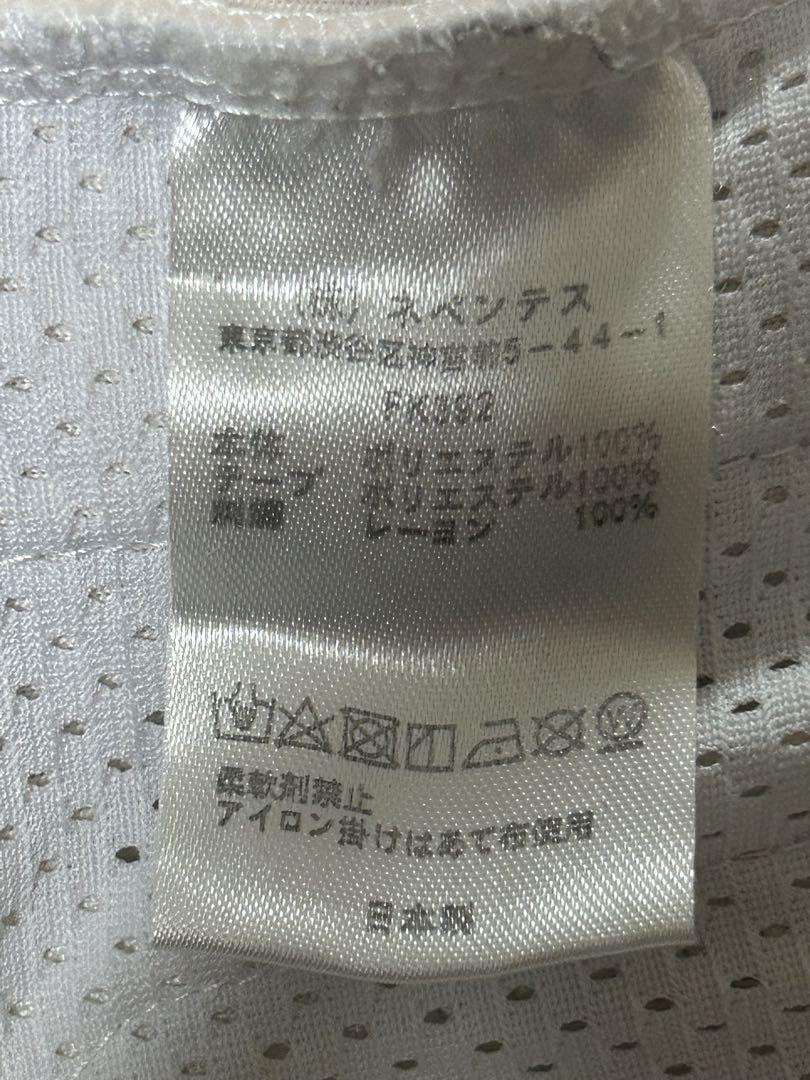 (株) ネペンテス
東京都渋谷区神宮前5-44-1
FK392
本体 ポリエステル100%
テープ ポリエステル100%
刺繍 レーヨン 100%
柔軟剤禁止
アイロン掛けはあて布使用
日本製